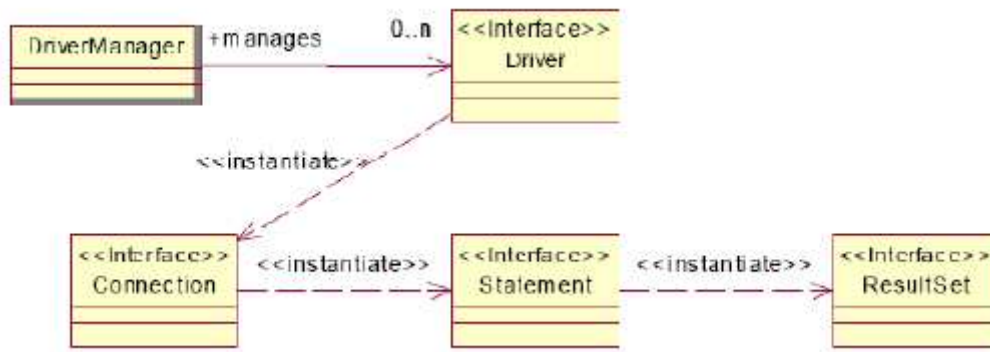 DriverManager
+manages
0..n
<<Interface>>
Driver
<<instantiate>>
<<Interface>>
Connection
<<instantiate>>
<<Interface>>
Statement
<<instantiate>>
<<Interface>>
ResultSet